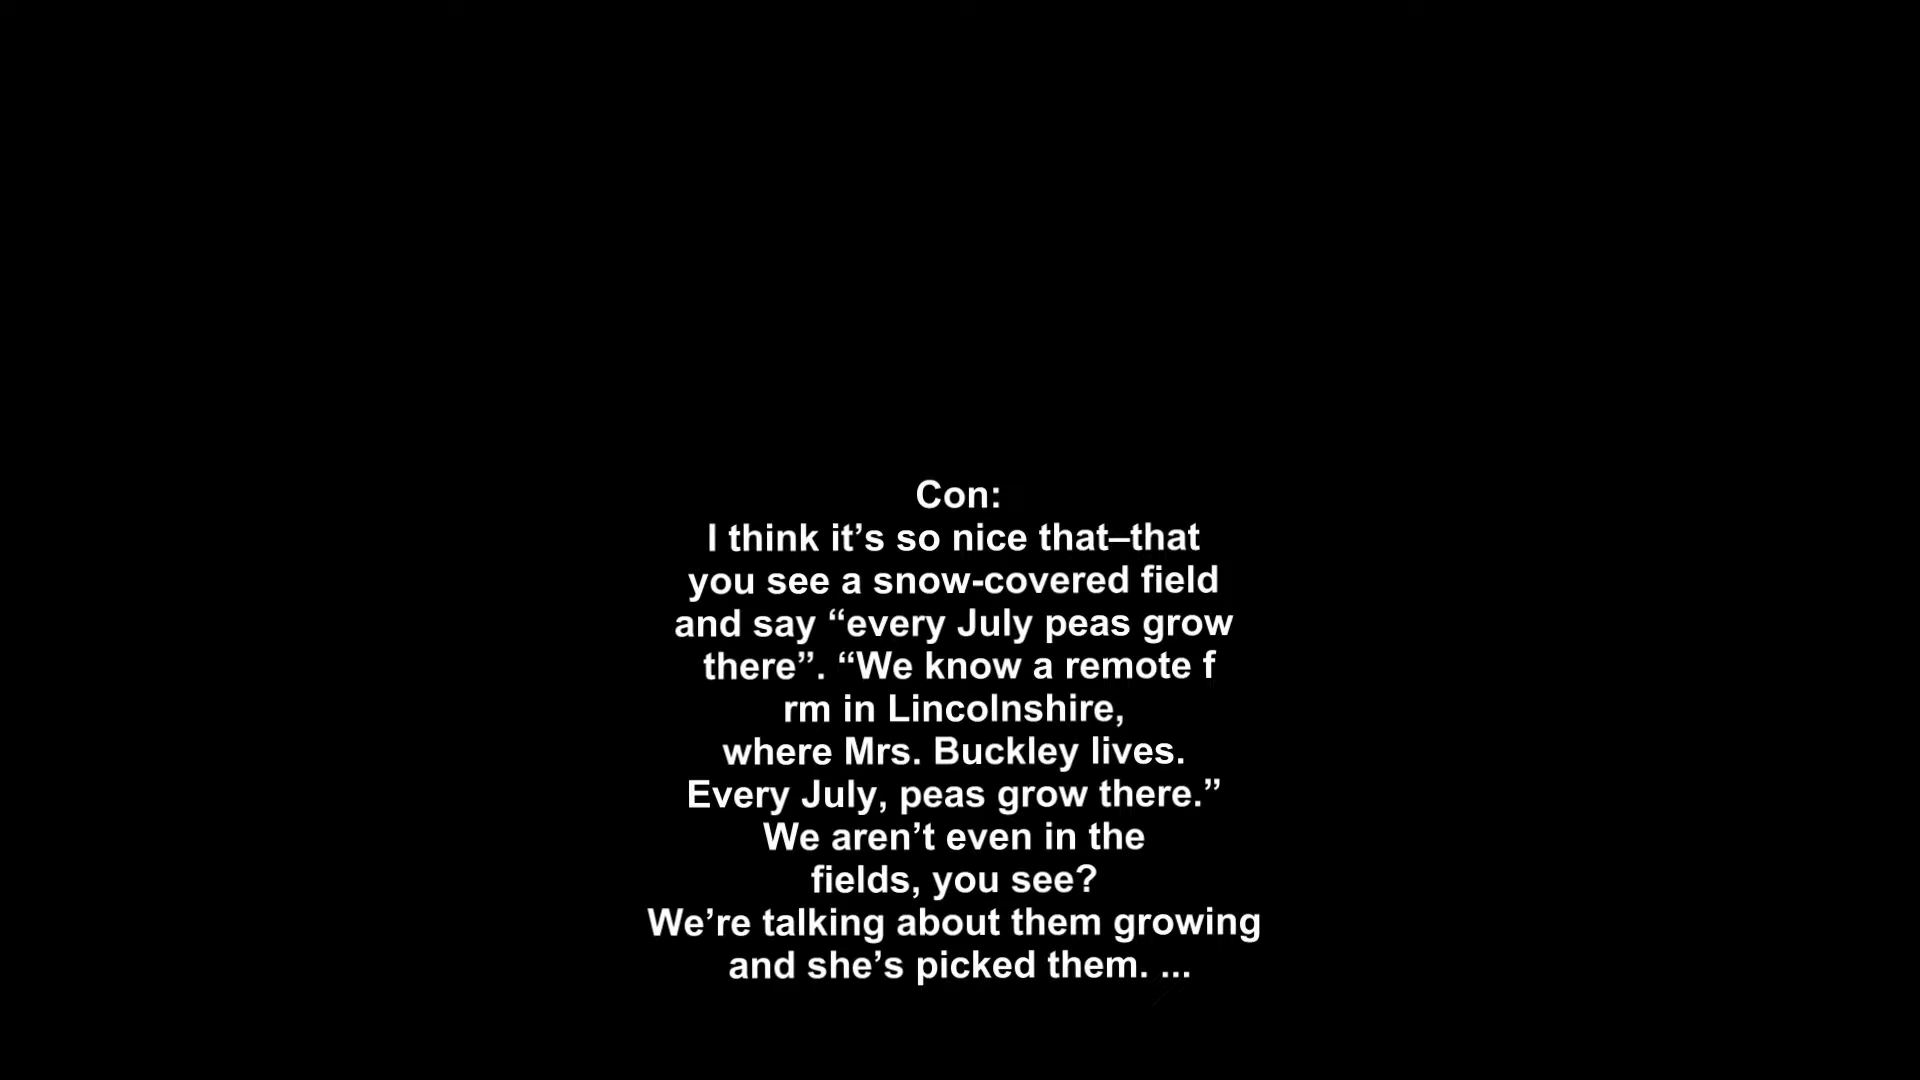 Con:
I think it’s so nice that–that
you see a snow-covered field
and say “every July peas grow
there”. “We know a remote f
rm in Lincolnshire,
where Mrs. Buckley lives.
Every July, peas grow there.”
We aren’t even in the
fields, you see?
We’re talking about them growing
and she’s picked them. ...